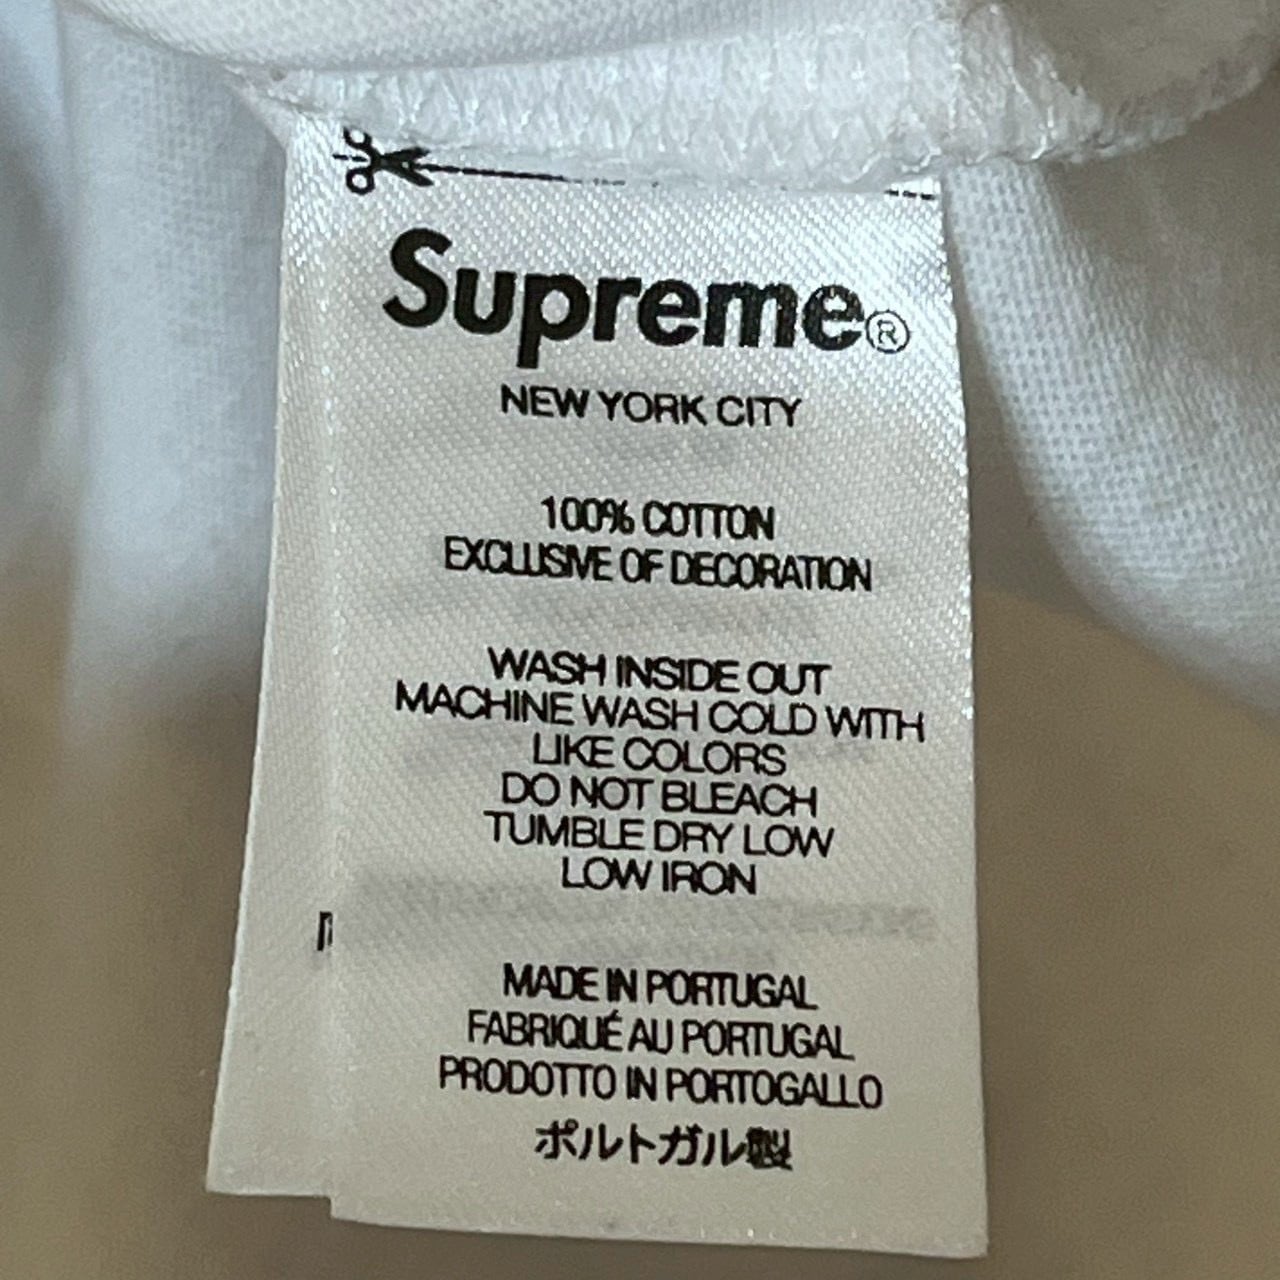 Supreme®
NEW YORK CITY
100% COTTON
EXCLUSIVE OF DECORATION
WASH INSIDE OUT
MACHINE WASH COLD WITH
LIKE COLORS
DO NOT BLEACH
TUMBLE DRY LOW
LOW IRON
MADE IN PORTUGAL
FABRIQUÉ AU PORTUGAL
PRODOTTO IN PORTOGALLO
ポルトガル製